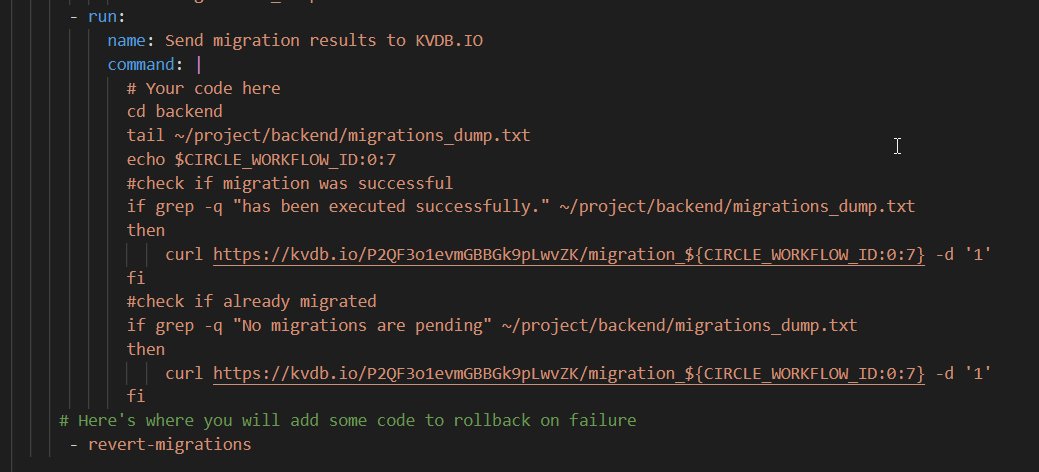 - run:
name: Send migration results to KVDB.IO
command: |
# Your code here
cd backend
tail ~/project/backend/migrations_dump.txt
echo $CIRCLE_WORKFLOW_ID:0:7
#check if migration was successful
if grep -q "has been executed successfully." ~/project/backend/migrations_dump.txt
then
curl https://kvdb.io/P2QF3o1evmGBBGk9pLwvZK/migration_${CIRCLE_WORKFLOW_ID:0:7} -d '1'
fi
#check if already migrated
if grep -q "No migrations are pending" ~/project/backend/migrations_dump.txt
then
curl https://kvdb.io/P2QF3o1evmGBBGk9pLwvZK/migration_${CIRCLE_WORKFLOW_ID:0:7} -d '1'
fi
# Here's where you will add some code to rollback on failure
- revert-migrations